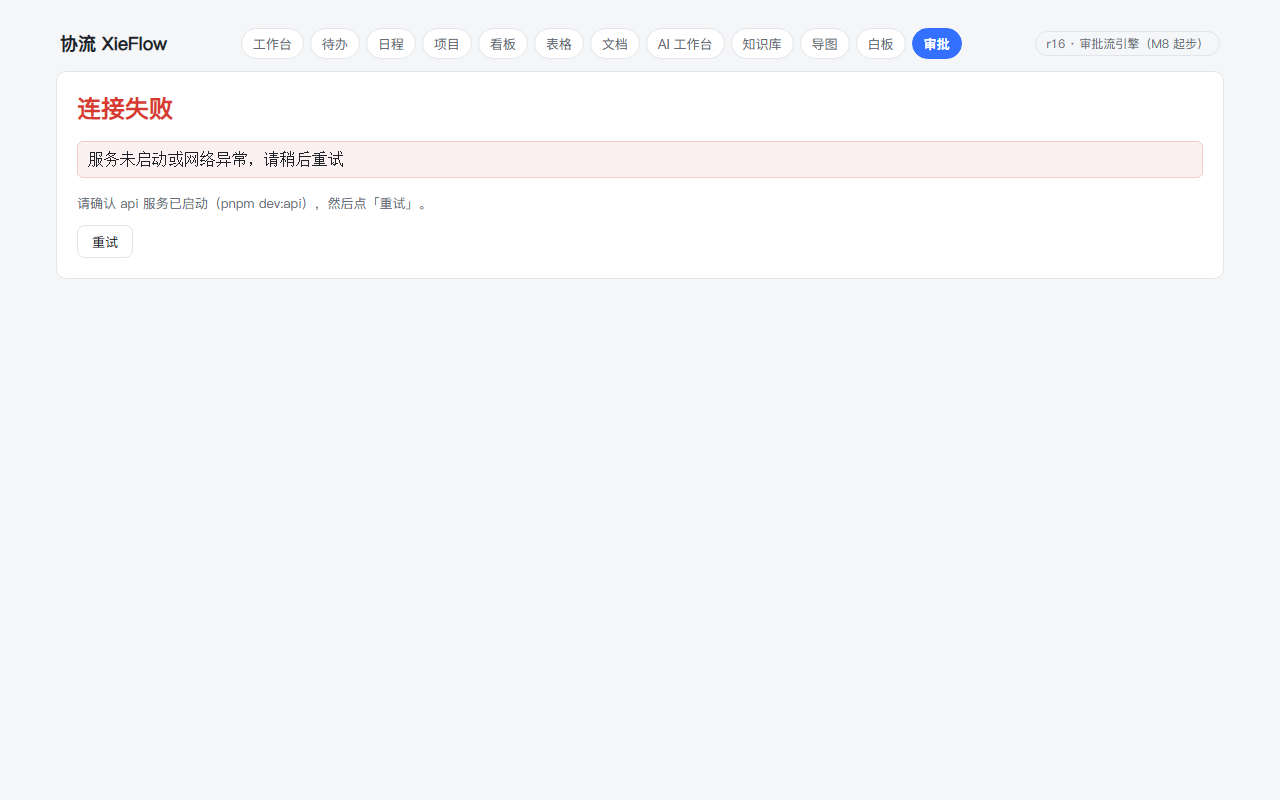 协流 XieFlow
工作台 待办 日程 项目 看板 表格 文档 AI 工作台 知识库 导图 白板 审批
r16 · 审批流引擎（M8 起步）
连接失败
服务未启动或网络异常，请稍后重试
请确认 api 服务已启动（pnpm dev:api），然后点「重试」。
重试